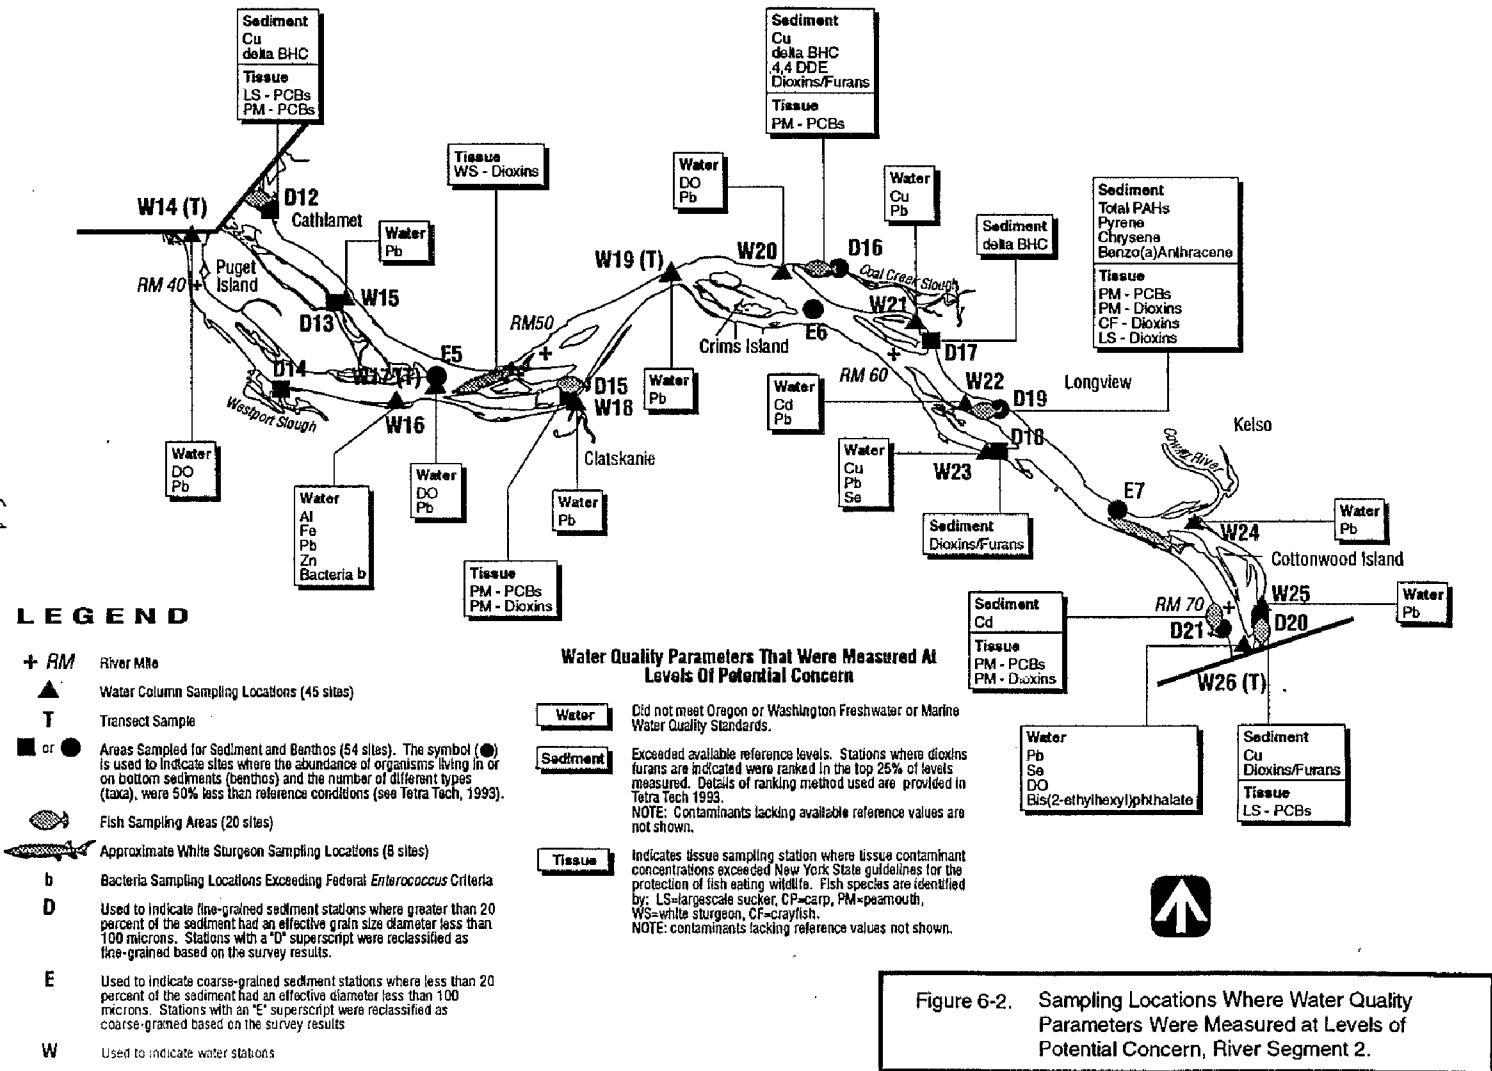 Sediment
Cu
delta BHC
Tissue
LS - PCBs
PM - PCBs
Sediment
Cu
delta BHC
4,4 DDE
Dioxins/Furans
Tissue
PM - PCBs
Tissue
WS - Dioxins
Water
DO
Pb
Water
Cu
Pb
Sediment
Total PAHs
Pyrene
Chrysene
Benzo(a)Anthracene
Tissue
PM - PCBs
PM - Dioxins
CF - Dioxins
LS - Dioxins
Sediment
delta BHC
W14 (T)
D12
Cathlamet
Water
Pb
Puget
Island
RM 40 +
W15
D13
W19 (T)
W20
D16
Coal Creek Slough
W21
E6
D17
RM50
Crims Island
RM 60
D14
W17 (T)
E5
D15
W18
W16
Westport Slough
Clatskanie
Water
Pb
Water
Cd
Pb
W22
D19
Longview
D18
W23
Kelso
Cowlitz River
Water
DO
Pb
Water
Al
Fe
Pb
Zn
Bacteria b
Water
DO
Pb
Water
Pb
Water
Cu
Pb
Se
Sediment
Dioxins/Furans
E7
W24
Water
Pb
Cottonwood Island
Tissue
PM - PCBs
PM - Dioxins
Sediment
Cd
Tissue
PM - PCBs
PM - Dioxins
RM 70 +
W25
D20
D21
Water
Pb
W26 (T)
Water
Pb
Se
DO
Bis(2-ethylhexyl)phthalate
Sediment
Cu
Dioxins/Furans
Tissue
LS - PCBs
LEGEND
+ RM River Mile
Water Column Sampling Locations (45 sites)
T Transect Sample
or Areas Sampled for Sediment and Benthos (54 sites). The symbol (●)
is used to indicate sites where the abundance of organisms living in or
on bottom sediments (benthos) and the number of different types
(taxa), were 50% less than reference conditions (see Tetra Tech, 1993).
Fish Sampling Areas (20 sites)
Approximate White Sturgeon Sampling Locations (8 sites)
b Bacteria Sampling Locations Exceeding Federal Enterococcus Criteria
D Used to indicate fine-grained sediment stations where greater than 20
percent of the sediment had an effective grain size diameter less than
100 microns. Stations with a "D" superscript were reclassified as
fine-grained based on the survey results.
E Used to indicate coarse-grained sediment stations where less than 20
percent of the sediment had an effective diameter less than 100
microns. Stations with an "E" superscript were reclassified as
coarse-grained based on the survey results
W Used to indicate water stations
Water Quality Parameters That Were Measured At
Levels Of Potential Concern
Water Did not meet Oregon or Washington Freshwater or Marine
Water Quality Standards.
Sediment Exceeded available reference levels. Stations where dioxins
furans are indicated were ranked in the top 25% of levels
measured. Details of ranking method used are provided in
Tetra Tech 1993.
NOTE: Contaminants lacking available reference values are
not shown.
Tissue Indicates tissue sampling station where tissue contaminant
concentrations exceeded New York State guidelines for the
protection of fish eating wildlife. Fish species are identified
by: LS=largescale sucker, CP=carp, PM=peamouth,
WS=white sturgeon, CF=crayfish.
NOTE: contaminants lacking reference values not shown.
Figure 6-2. Sampling Locations Where Water Quality
Parameters Were Measured at Levels of
Potential Concern, River Segment 2.